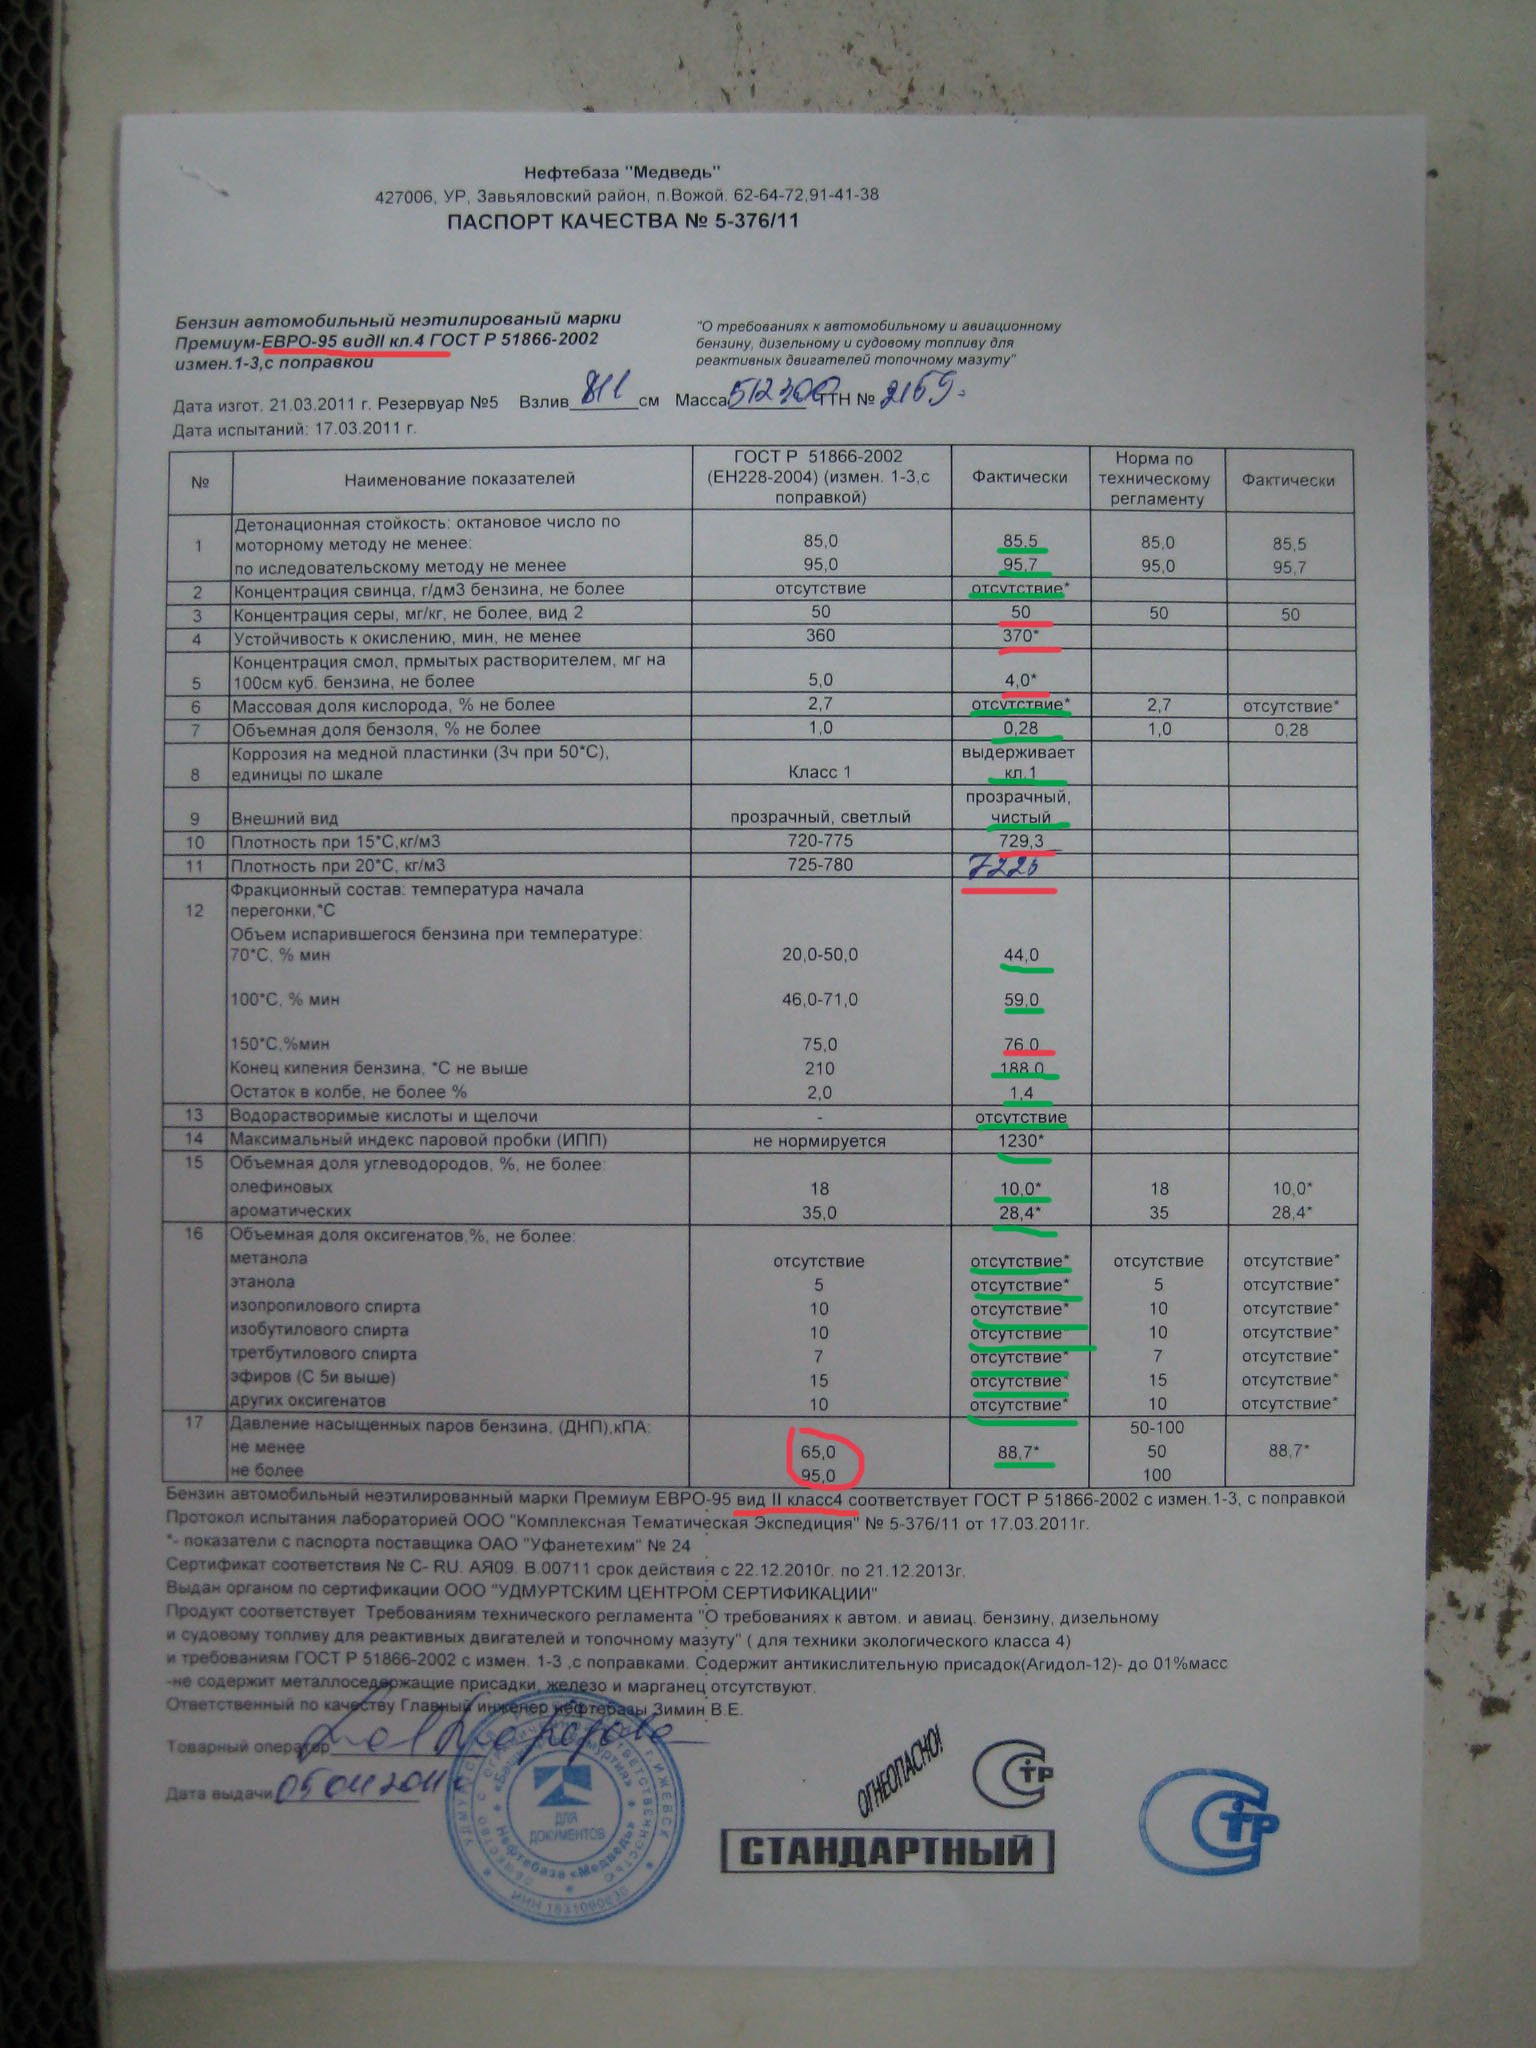 Нефтебаза "Медведь"
427006, УР, Завьяловский район, п.Вожой. 62-64-72,91-41-38
ПАСПОРТ КАЧЕСТВА № 5-376/11
Бензин автомобильный неэтилированый марки
Премиум-ЕВРО-95 видII кл.4 ГОСТ Р 51866-2002
измен.1-3,с поправкой
"О требованиях к автомобильному и авиационному
бензину, дизельному и судовому топливу для
реактивных двигателей топочному мазуту"
Дата изгот. 21.03.2011 г. Резервуар №5 Взлив 811 см Масса 512300 ТТН № 2169
Дата испытаний: 17.03.2011 г.
№ Наименование показателей ГОСТ Р 51866-2002 (ЕН228-2004) (измен. 1-3,с поправкой) Фактически Норма по техническому регламенту Фактически
1 Детонационная стойкость: октановое число по
моторному методу не менее: 85,0 85,5 85,0 85,5
по иследовательскому методу не менее 95,0 95,7 95,0 95,7
2 Концентрация свинца, г/дм3 бензина, не более отсутствие отсутствие*
3 Концентрация серы, мг/кг, не более, вид 2 50 50 50 50
4 Устойчивость к окислению, мин, не менее 360 370*
Концентрация смол, прмытых растворителем, мг на
5 100см куб. бензина, не более 5,0 4,0*
6 Массовая доля кислорода, % не более 2,7 отсутствие* 2,7 отсутствие*
7 Объемная доля бензола, % не более 1,0 0,28 1,0 0,28
Коррозия на медной пластинки (3ч при 50*С), выдерживает
8 единицы по шкале Класс 1 кл.1
прозрачный,
9 Внешний вид прозрачный, светлый чистый
10 Плотность при 15*С,кг/м3 720-775 729,3
11 Плотность при 20*С, кг/м3 725-780 7225
Фракционный состав: температура начала
12 перегонки,*С
Объем испарившегося бензина при температуре:
70*С, % мин 20,0-50,0 44,0
100*С, % мин 46,0-71,0 59,0
150*С,%мин 75,0 76,0
Конец кипения бензина, *С не выше 210 188,0
Остаток в колбе, не более % 2,0 1,4
13 Водорастворимые кислоты и щелочи - отсутствие
14 Максимальный индекс паровой пробки (ИПП) не нормируется 1230*
15 Объемная доля углеводородов, %, не более:
олефиновых 18 10,0* 18 10,0*
ароматических 35,0 28,4* 35 28,4*
16 Объемная доля оксигенатов,%, не более:
метанола отсутствие отсутствие* отсутствие отсутствие*
этанола 5 отсутствие* 5 отсутствие*
изопропилового спирта 10 отсутствие* 10 отсутствие*
изобутилового спирта 10 отсутствие* 10 отсутствие*
третбутилового спирта 7 отсутствие* 7 отсутствие*
эфиров (С 5и выше) 15 отсутствие* 15 отсутствие*
других оксигенатов 10 отсутствие* 10 отсутствие*
17 Давление насыщенных паров бензина, (ДНП),кПА: 50-100
не менее 65,0 88,7* 50 88,7*
не более 95,0 100
Бензин автомобильный неэтилированный марки Премиум ЕВРО-95 вид II класс4 соответствует ГОСТ Р 51866-2002 с измен.1-3, с поправкой
Протокол испытания лабораторией ООО "Комплексная Тематическая Экспедиция" № 5-376/11 от 17.03.2011г.
*- показатели с паспорта поставщика ОАО "Уфанетехим" № 24
Сертификат соответствия № С- RU. АЯ09. В.00711 срок действия с 22.12.2010г. по 21.12.2013г.
Выдан органом по сертификации ООО "УДМУРТСКИМ ЦЕНТРОМ СЕРТИФИКАЦИИ"
Продукт соответствует Требованиям технического регламента "О требованиях к автом. и авиац. бензину, дизельному
и судовому топливу для реактивных двигателей и топочному мазуту" ( для техники экологического класса 4)
и требованиям ГОСТ Р 51866-2002 с измен. 1-3 ,с поправками. Содержит антикислительную присадок(Агидол-12)- до 01%масс
-не содержит металлоседержащие присадки, железо и марганец отсутствуют.
Ответственный по качеству Главный инженер нефтебазы Зимин В.Е.
Товарный оператор
Дата выдачи
ДЛЯ
ДОКУМЕНТОВ
Нефтебаза «Медведь»
ОГНЕОПАСНО!
СТР
СТАНДАРТНЫЙ
СТР